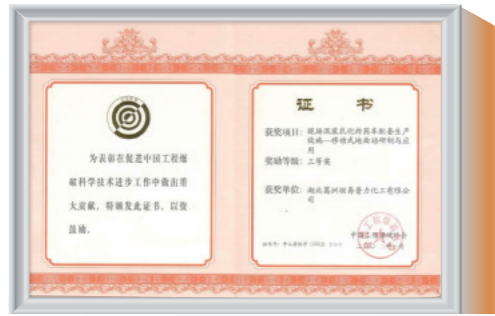 为表彰在促进中国工程爆
破科学技术进步工作中做出重
大贡献，特颁发此证书，以资
鼓励。
证 书
获奖项目：现场混装乳化炸药车配套生产
设施—移动式地面站研制与应
用
奖励等级：二等奖
获奖单位：湖北葛洲坝易普力化工有限公
司
中国工程爆破协会